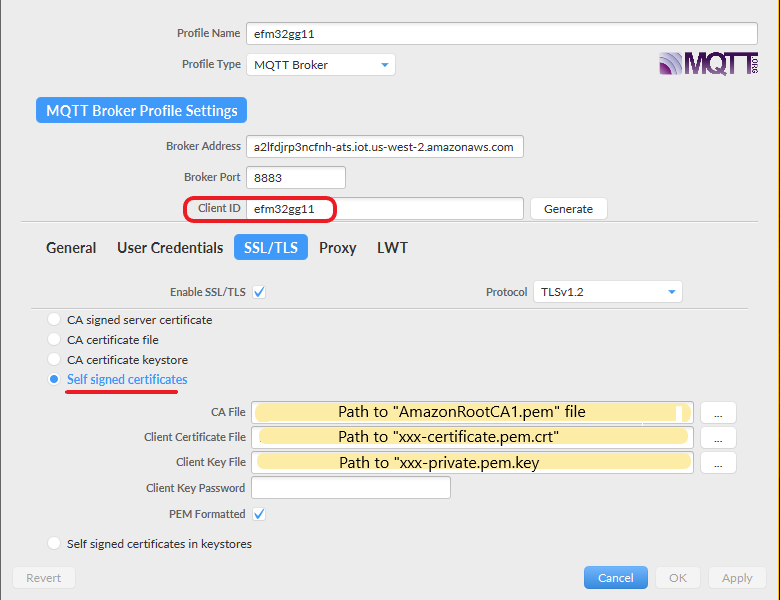 Profile Name efm32gg11
Profile Type MQTT Broker
MQTT.ORG
MQTT Broker Profile Settings
Broker Address a2lfdjrp3ncfnh-ats.iot.us-west-2.amazonaws.com
Broker Port 8883
Client ID efm32gg11 Generate
General User Credentials SSL/TLS Proxy LWT
Enable SSL/TLS Protocol TLSv1.2
CA signed server certificate
CA certificate file
CA certificate keystore
Self signed certificates
CA File Path to "AmazonRootCA1.pem" file ...
Client Certificate File Path to "xxx-certificate.pem.crt" ...
Client Key File Path to "xxx-private.pem.key ...
Client Key Password
PEM Formatted
Self signed certificates in keystores
Revert Cancel OK Apply